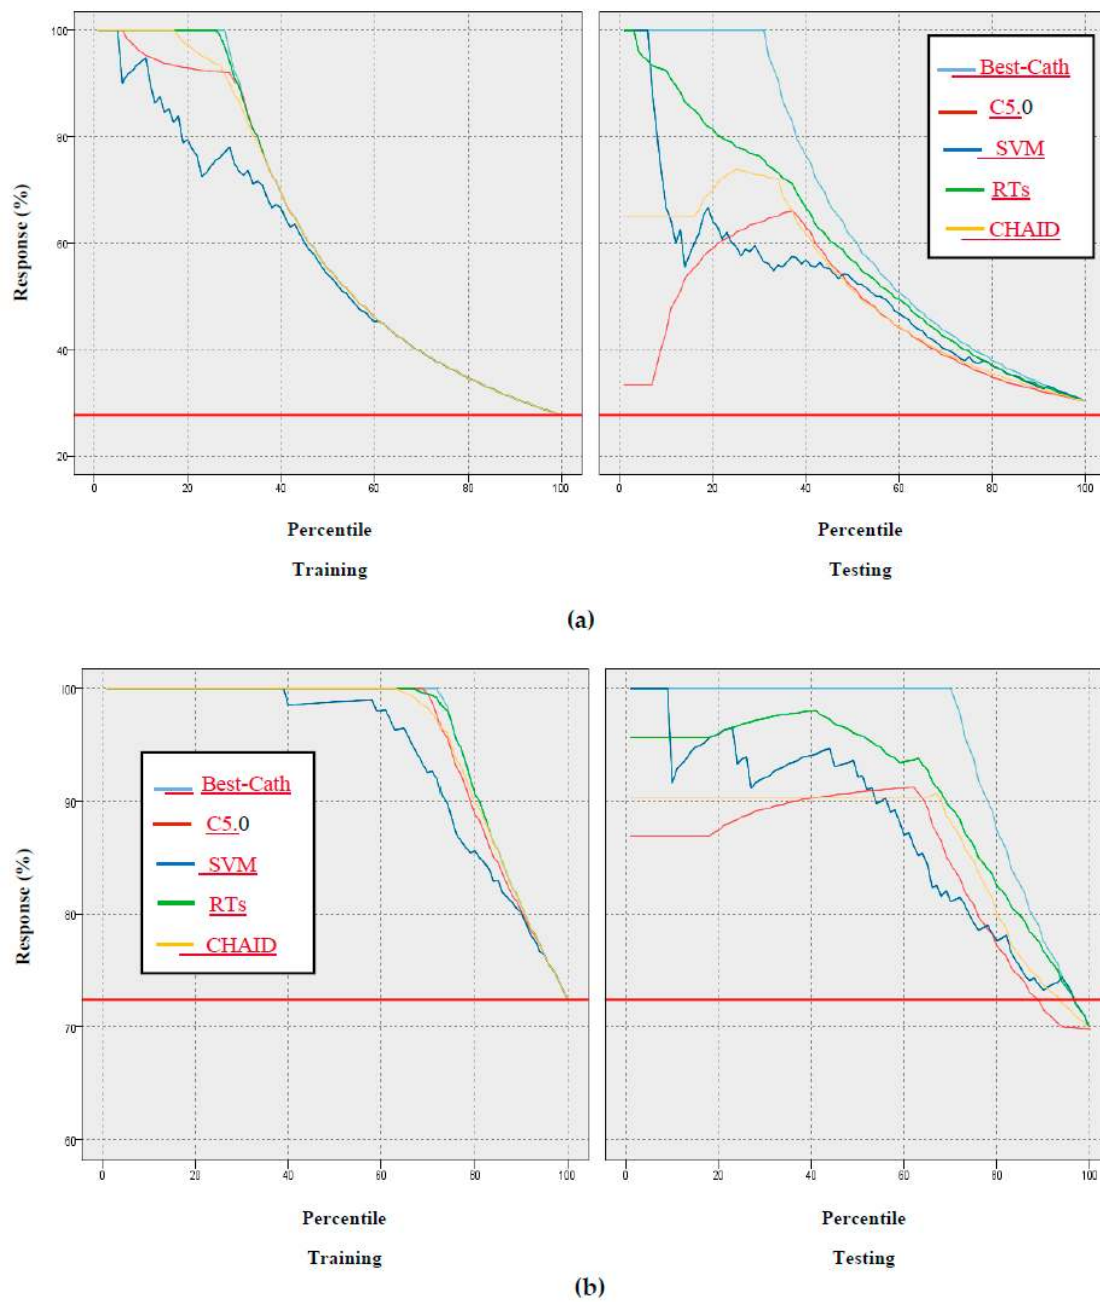 100
80
60
40
20
Response (%)
0 20 40 60 80 100
0 20 40 60 80 100
Best-Cath
C5.0
SVM
RTs
CHAID
Percentile
Percentile
Training
Testing
(a)
100
90
80
70
60
Response (%)
Best-Cath
C5.0
SVM
RTs
CHAID
0 20 40 60 80 100
0 20 40 60 80 100
Percentile
Percentile
Training
Testing
(b)